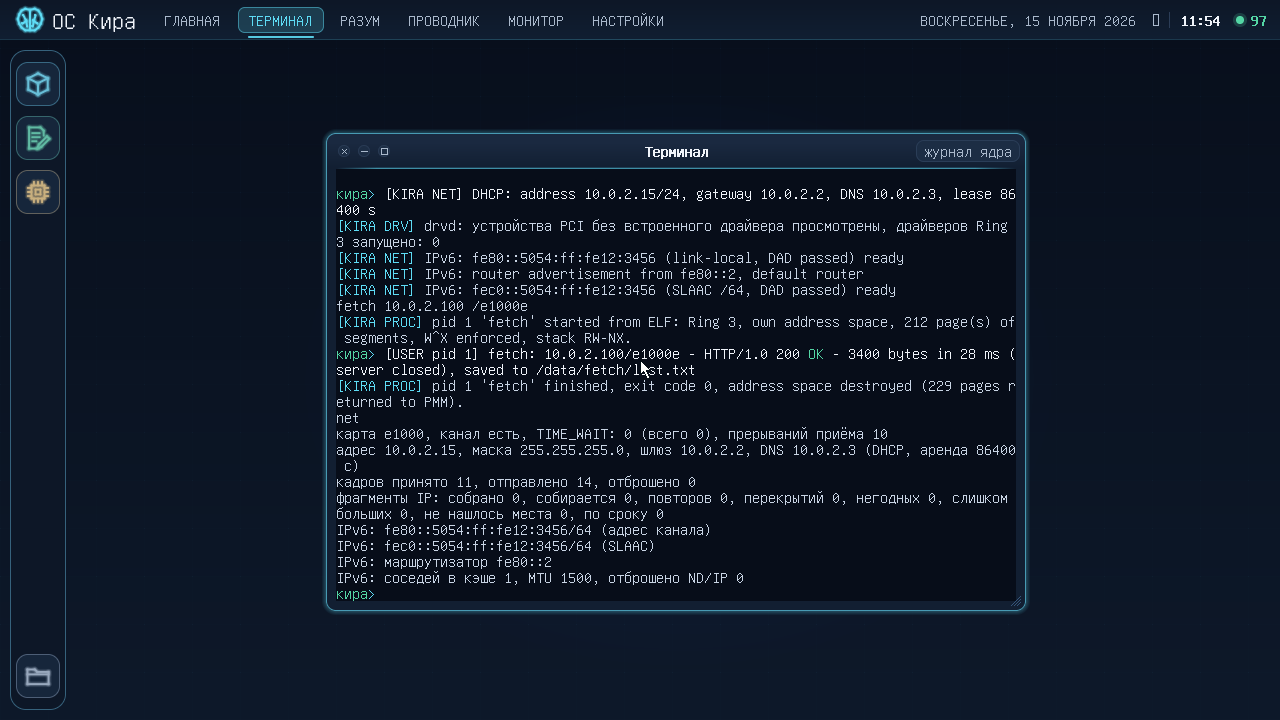 ОС Кира
ГЛАВНАЯ
ТЕРМИНАЛ
РАЗУМ
ПРОВОДНИК
МОНИТОР
НАСТРОЙКИ
ВОСКРЕСЕНЬЕ, 15 НОЯБРЯ 2026
11:54
97
Терминал
журнал ядра
кира> [KIRA NET] DHCP: address 10.0.2.15/24, gateway 10.0.2.2, DNS 10.0.2.3, lease 86
400 s
[KIRA DRV] drvd: устройства PCI без встроенного драйвера просмотрены, драйверов Ring
3 запущено: 0
[KIRA NET] IPv6: fe80::5054:ff:fe12:3456 (link-local, DAD passed) ready
[KIRA NET] IPv6: router advertisement from fe80::2, default router
[KIRA NET] IPv6: fec0::5054:ff:fe12:3456 (SLAAC /64, DAD passed) ready
fetch 10.0.2.100 /e1000e
[KIRA PROC] pid 1 'fetch' started from ELF: Ring 3, own address space, 212 page(s) of
segments, W^X enforced, stack RW-NX.
кира> [USER pid 1] fetch: 10.0.2.100/e1000e - HTTP/1.0 200 OK - 3400 bytes in 28 ms (
server closed), saved to /data/fetch/last.txt
[KIRA PROC] pid 1 'fetch' finished, exit code 0, address space destroyed (229 pages r
eturned to PMM).
net
карта e1000, канал есть, TIME_WAIT: 0 (всего 0), прерываний приёма 10
адрес 10.0.2.15, маска 255.255.255.0, шлюз 10.0.2.2, DNS 10.0.2.3 (DHCP, аренда 86400
с)
кадров принято 11, отправлено 14, отброшено 0
фрагменты IP: собрано 0, собирается 0, повторов 0, перекрытий 0, негодных 0, слишком
больших 0, не нашлось места 0, по сроку 0
IPv6: fe80::5054:ff:fe12:3456/64 (адрес канала)
IPv6: fec0::5054:ff:fe12:3456/64 (SLAAC)
IPv6: маршрутизатор fe80::2
IPv6: соседей в кэше 1, MTU 1500, отброшено ND/IP 0
кира>